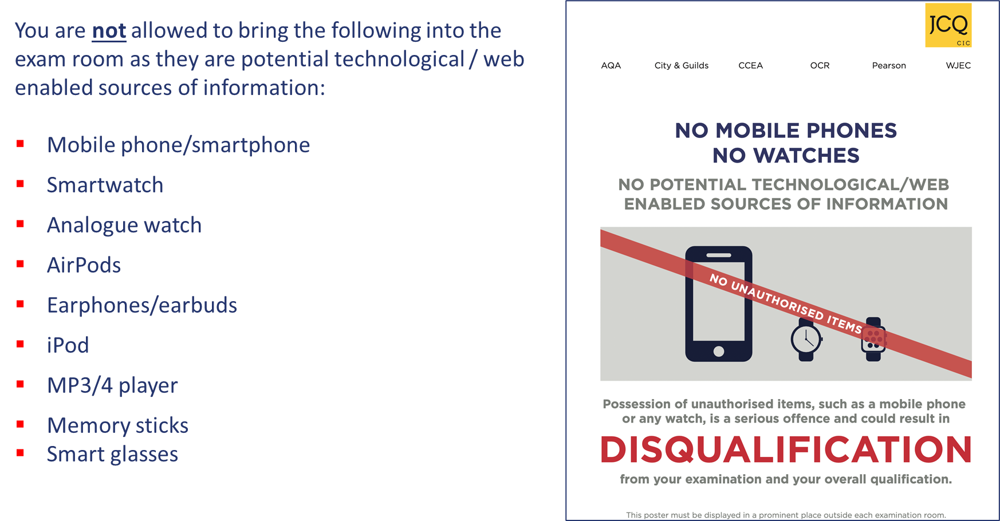 You are not allowed to bring the following into the
exam room as they are potential technological / web
enabled sources of information:
Mobile phone/smartphone
Smartwatch
Analogue watch
AirPods
Earphones/earbuds
iPod
MP3/4 player
Memory sticks
Smart glasses
JCQ
CIC
AQA City & Guilds CCEA OCR Pearson WJEC
NO MOBILE PHONES
NO WATCHES
NO POTENTIAL TECHNOLOGICAL/WEB
ENABLED SOURCES OF INFORMATION
NO UNAUTHORISED ITEMS
Possession of unauthorised items, such as a mobile phone
or any watch, is a serious offence and could result in
DISQUALIFICATION
from your examination and your overall qualification.
This poster must be displayed in a prominent place outside each examination room.